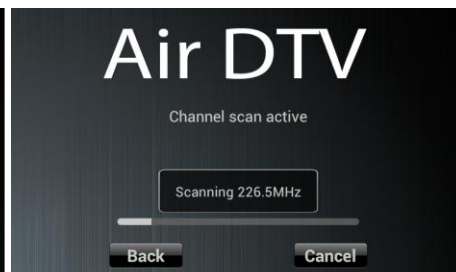 Air DTV
Channel scan active
Scanning 226.5MHz
Back Cancel